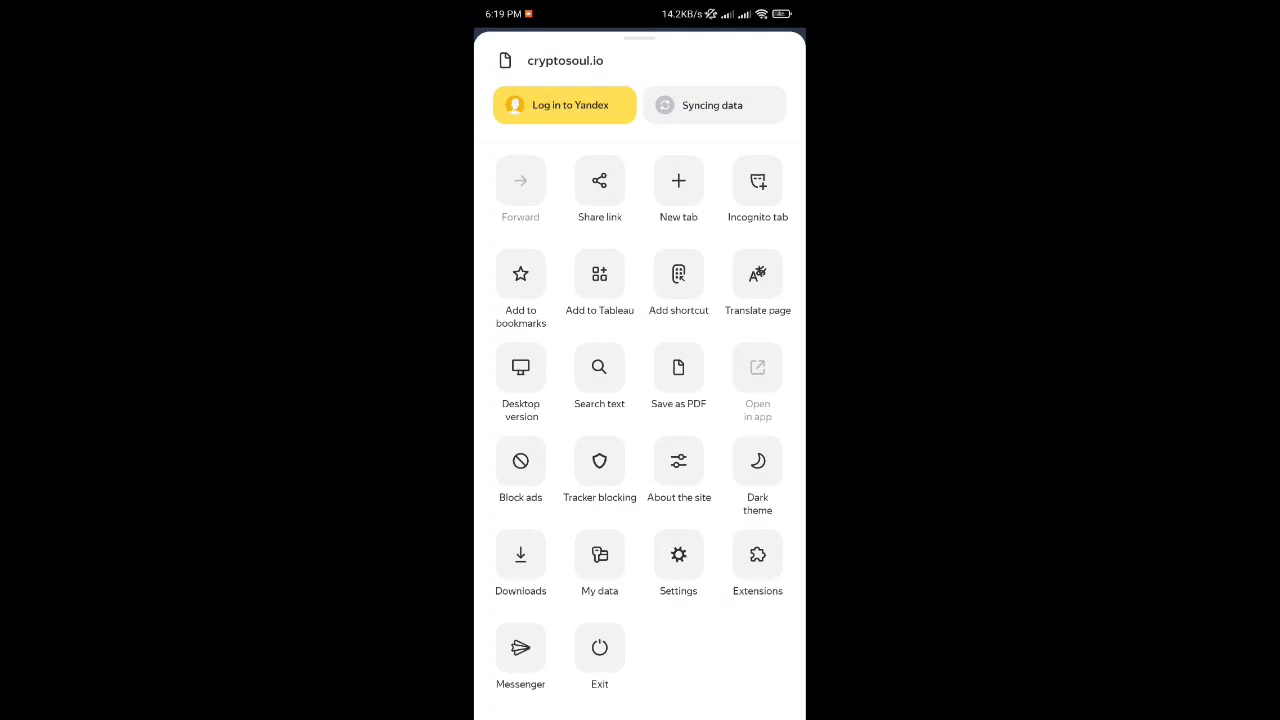 6:19 PM 14.2KB/s
cryptosoul.io
Log in to Yandex Syncing data
Forward Share link New tab Incognito tab
Add to bookmarks Add to Tableau Add shortcut Translate page
Desktop version Search text Save as PDF Open in app
Block ads Tracker blocking About the site Dark theme
Downloads My data Settings Extensions
Messenger Exit